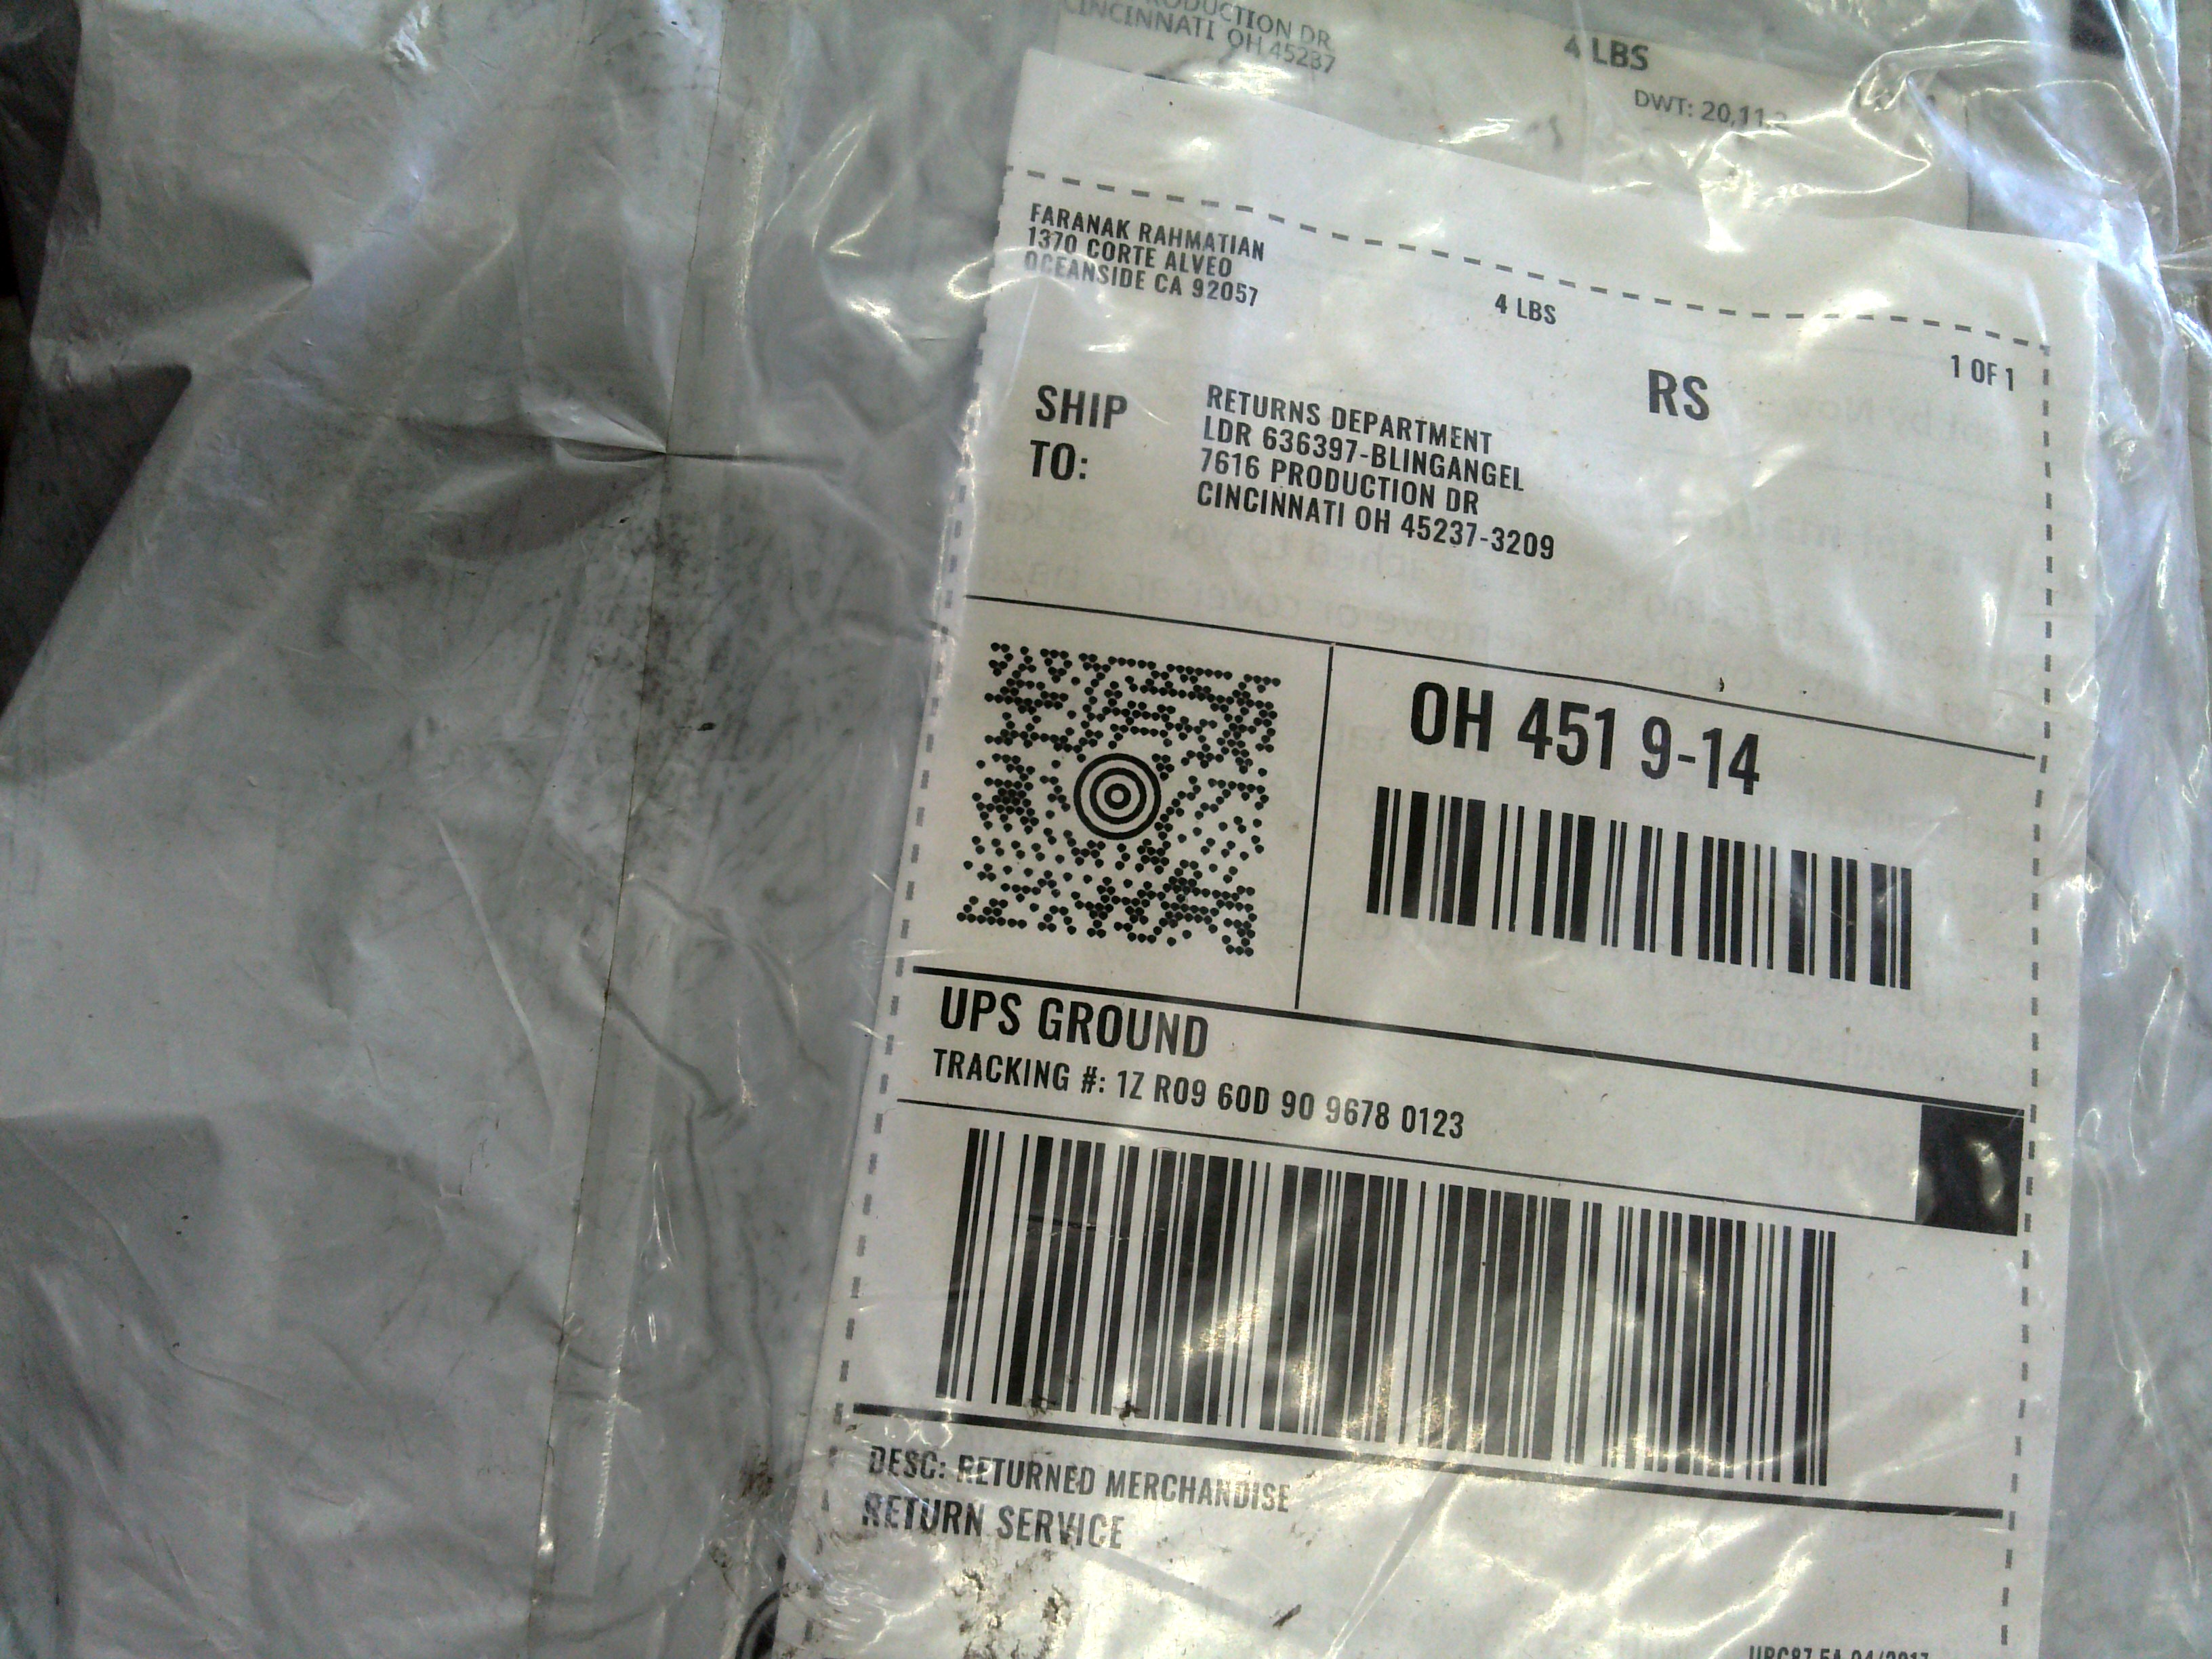 PRODUCTION DR
CINCINNATI OH 45237
4 LBS
DWT: 20,11,2
FARANAK RAHMATIAN
1370 CORTE ALVEO
OCEANSIDE CA 92057
4 LBS
RS
1 OF 1
SHIP
TO:
RETURNS DEPARTMENT
LDR 636397-BLINGANGEL
7616 PRODUCTION DR
CINCINNATI OH 45237-3209
OH 451 9-14
UPS GROUND
TRACKING #: 1Z R09 60D 90 9678 0123
DESC: RETURNED MERCHANDISE
RETURN SERVICE